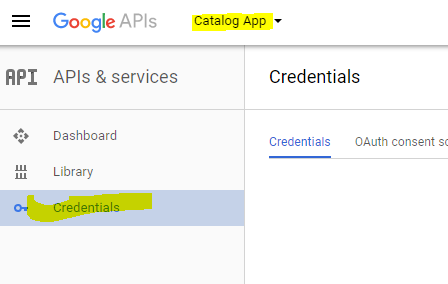 Google APIs Catalog App
API APIs & services Credentials
Dashboard Credentials OAuth consent sc
Library
Credentials